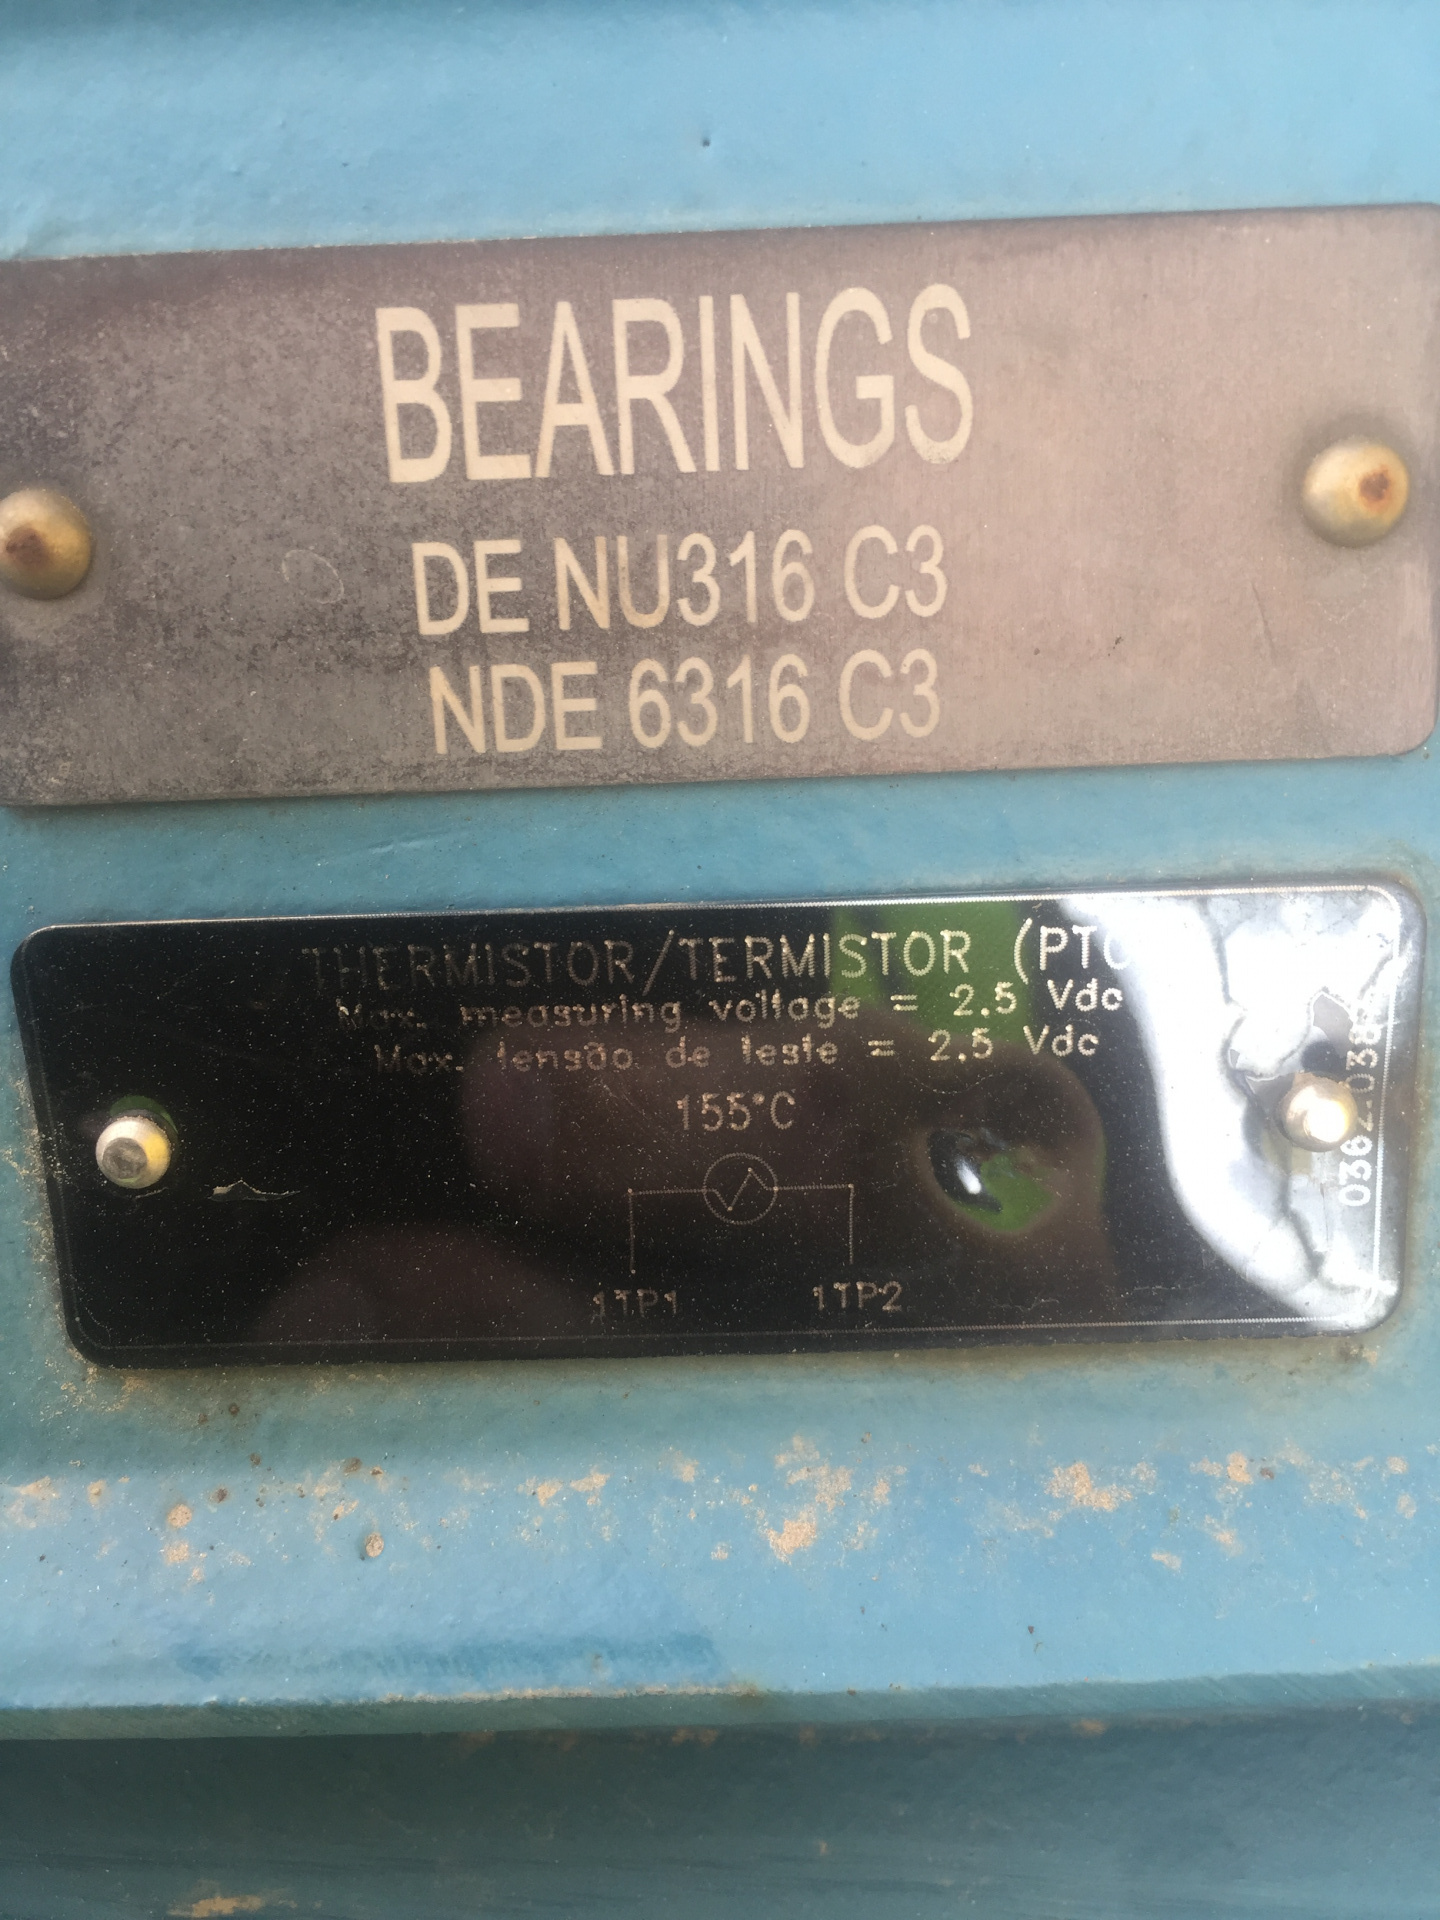 BEARINGS
DE NU316 C3
NDE 6316 C3
THERMISTOR/TERMISTOR (PTC
Max. measuring voltage = 2.5 Vdc
Max. tensão de teste = 2.5 Vdc
155°C
1TP1 1TP2